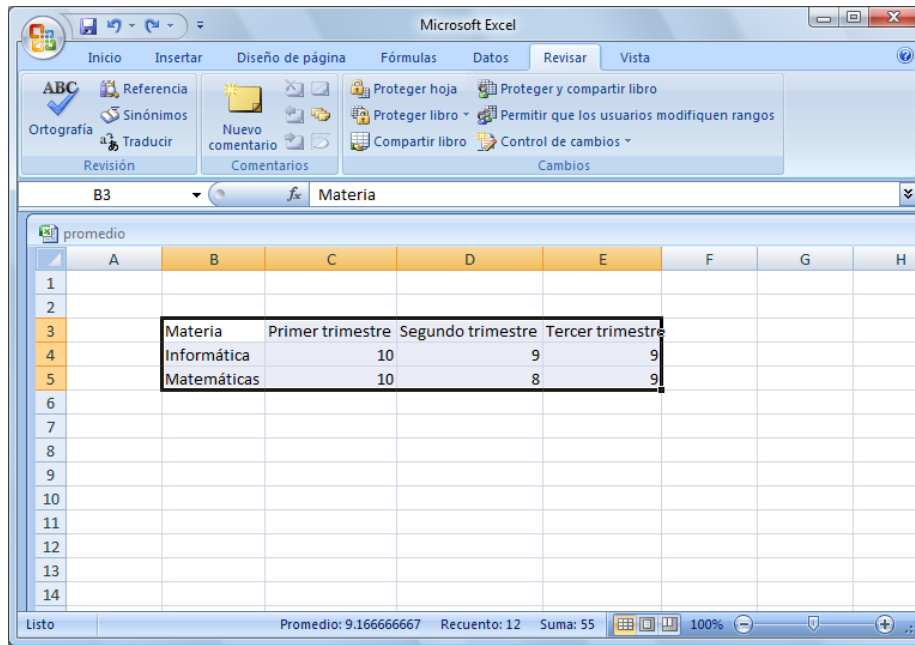 Microsoft Excel
Inicio Insertar Diseño de página Fórmulas Datos Revisar Vista
ABC Referencia Proteger hoja Proteger y compartir libro
Sinónimos Proteger libro Permitir que los usuarios modifiquen rangos
Ortografía Traducir Nuevo comentario Compartir libro Control de cambios
Revisión Comentarios Cambios
B3 fx Materia
promedio
A B C D E F G H
1
2
3 Materia Primer trimestre Segundo trimestre Tercer trimestre
4 Informática 10 9 9
5 Matemáticas 10 8 9
6
7
8
9
10
11
12
13
14
Listo Promedio: 9.166666667 Recuento: 12 Suma: 55 100%